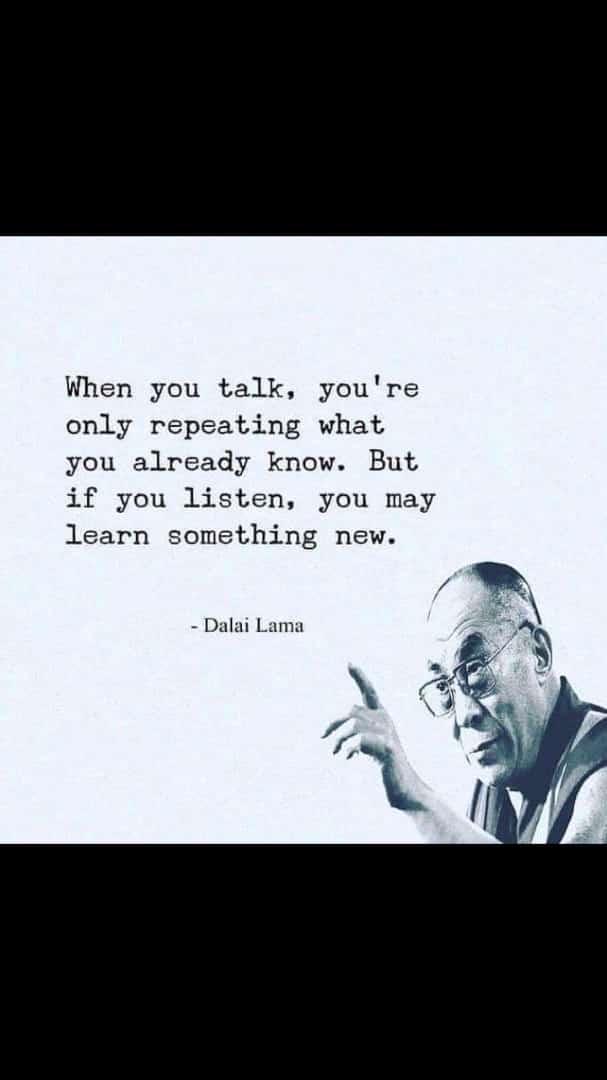 When you talk, you're
only repeating what
you already know. But
if you listen, you may
learn something new.
- Dalai Lama